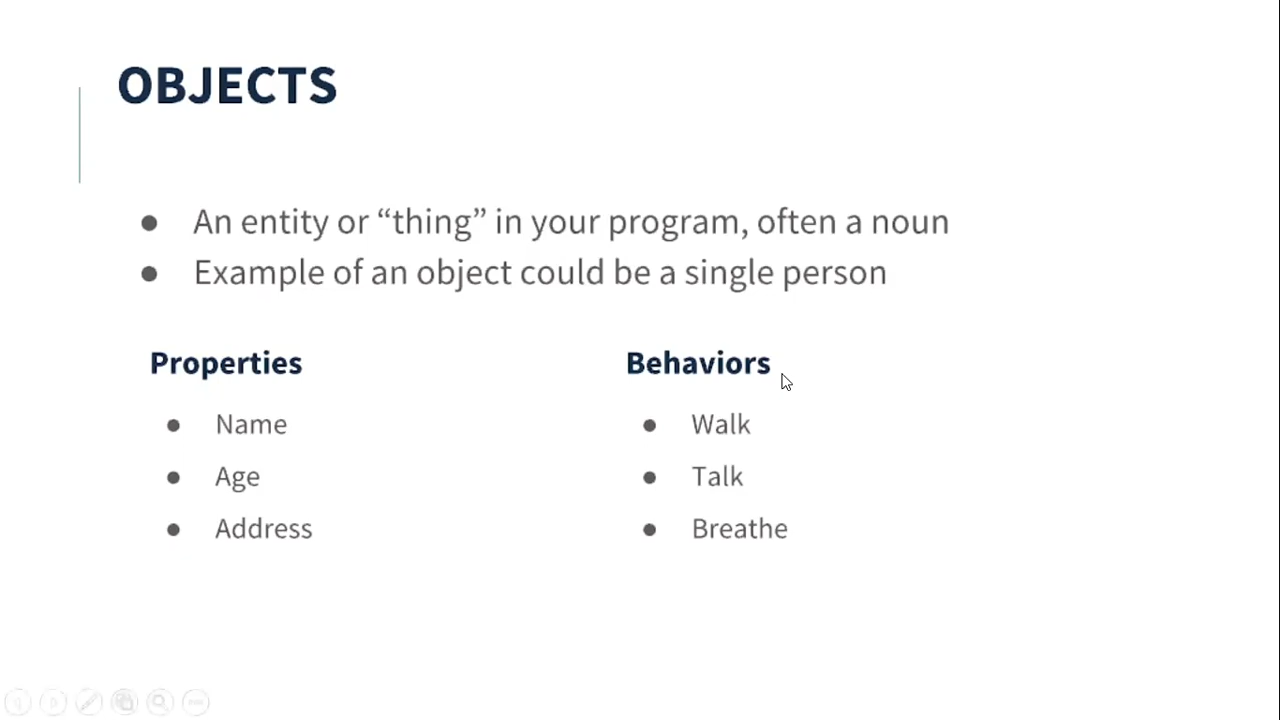 OBJECTS
● An entity or “thing” in your program, often a noun
● Example of an object could be a single person
Properties
● Name
● Age
● Address
Behaviors
● Walk
● Talk
● Breathe